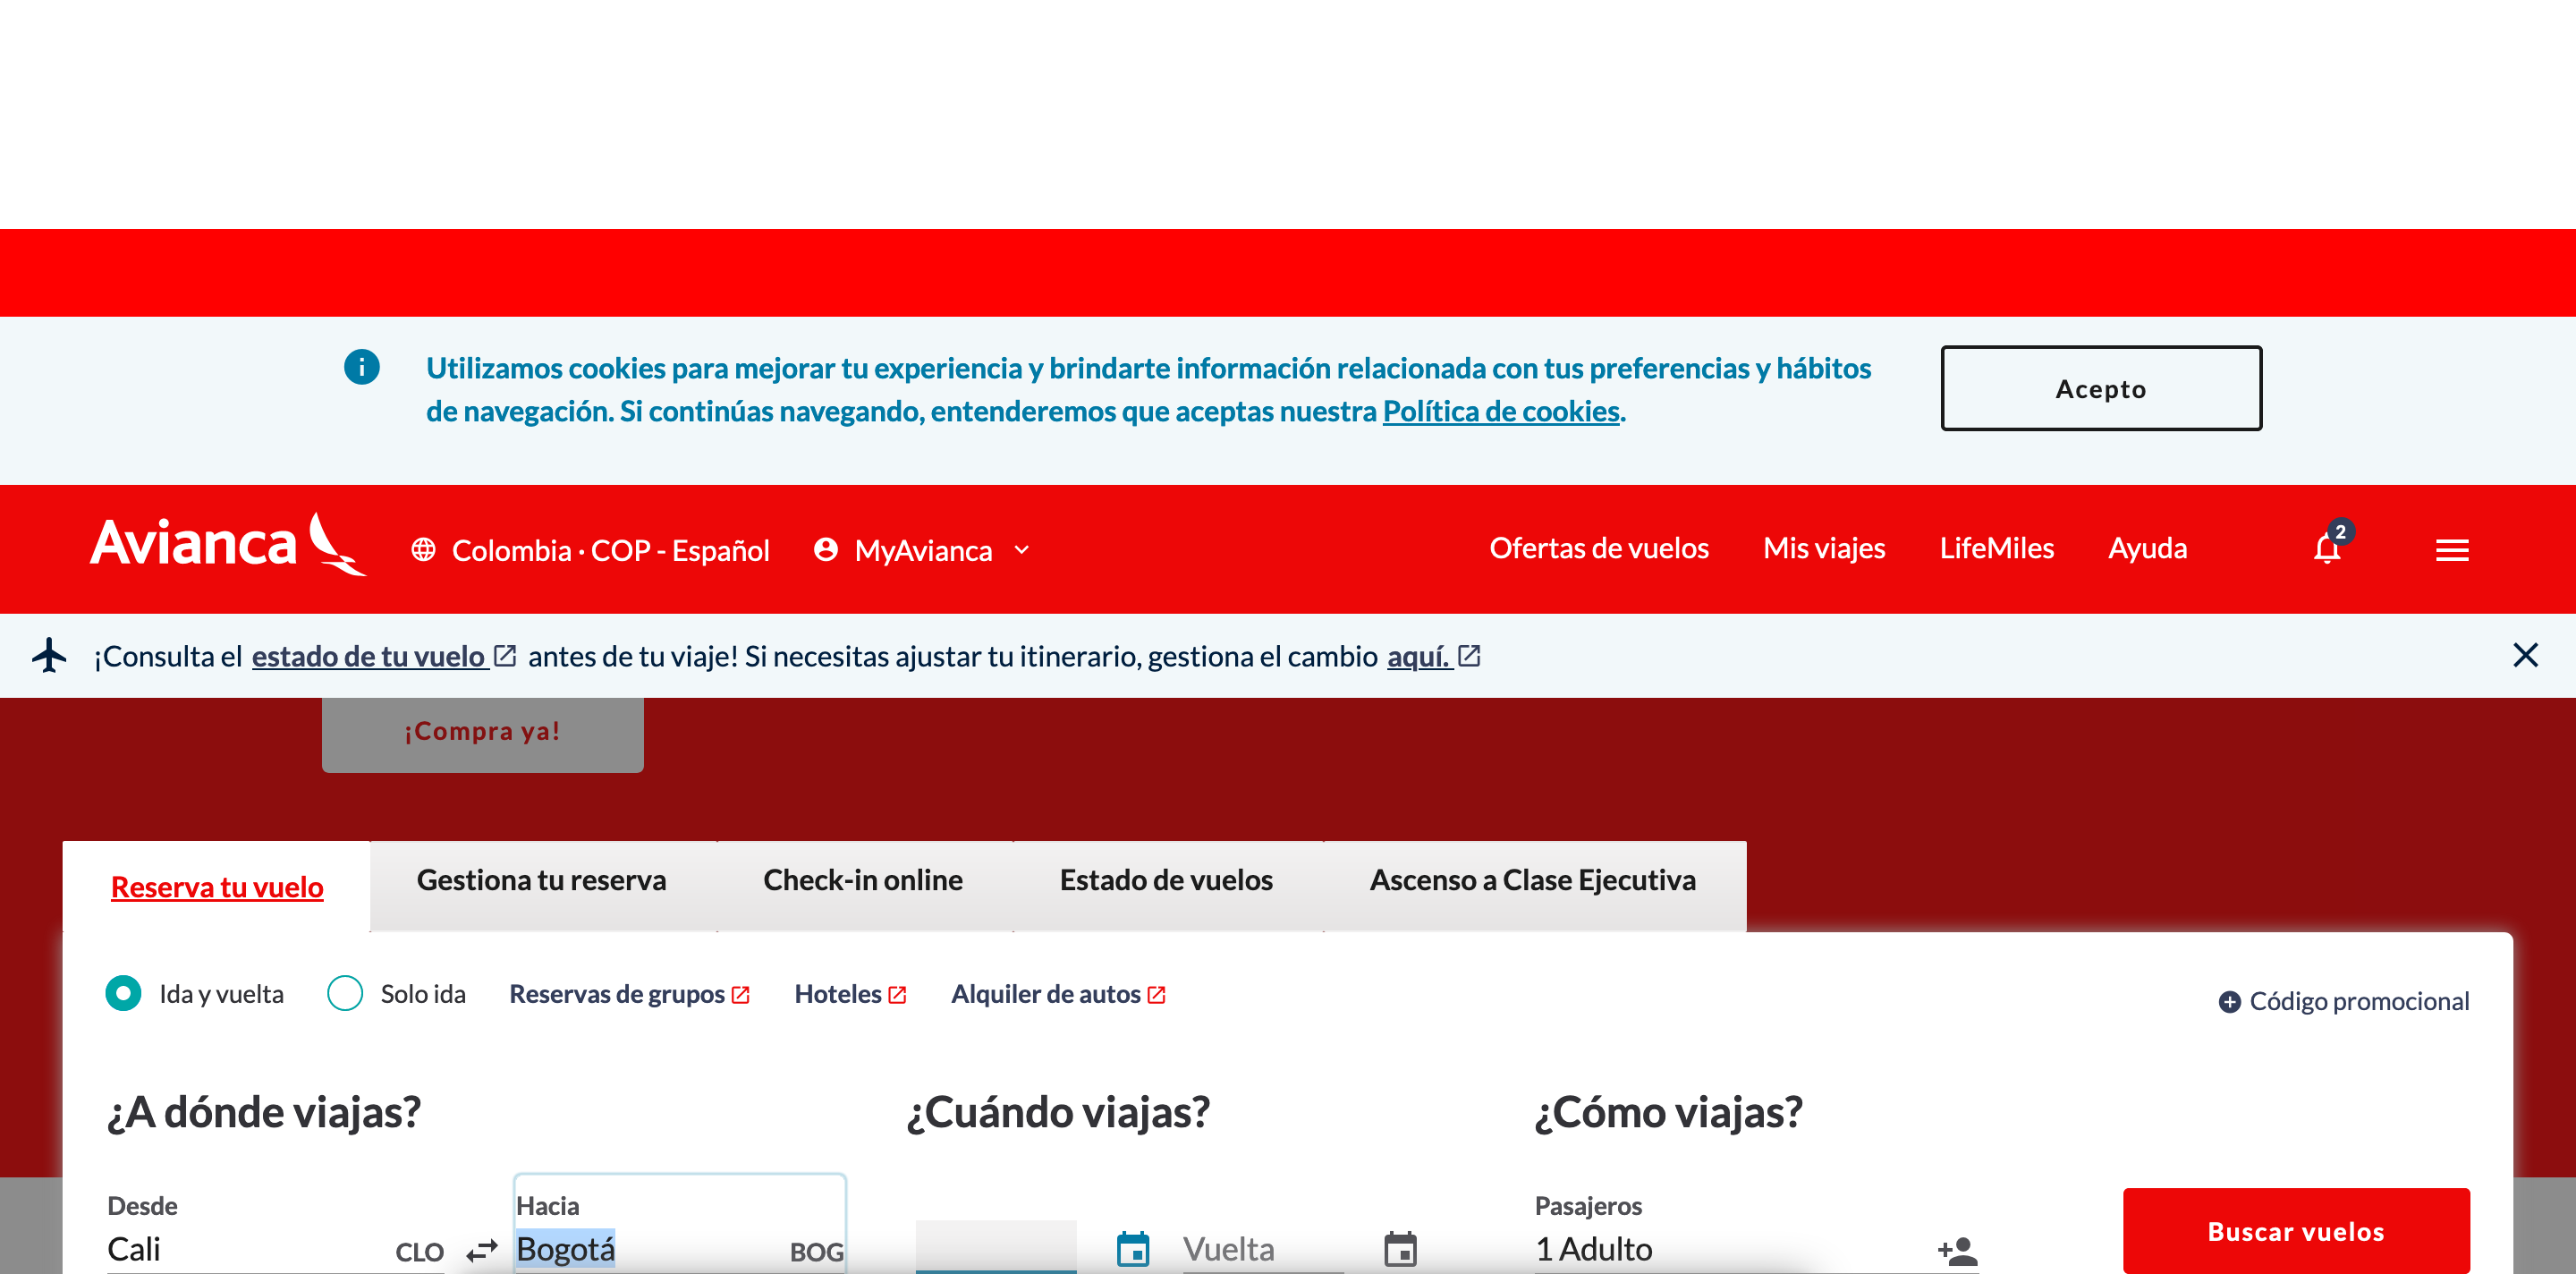 Utilizamos cookies para mejorar tu experiencia y brindarte información relacionada con tus preferencias y hábitos
de navegación. Si continúas navegando, entenderemos que aceptas nuestra Política de cookies.
Acepto
Avianca
Colombia · COP - Español
MyAvianca
Ofertas de vuelos
Mis viajes
LifeMiles
Ayuda
2
¡Consulta el estado de tu vuelo antes de tu viaje! Si necesitas ajustar tu itinerario, gestiona el cambio aquí.
¡Compra ya!
Reserva tu vuelo
Gestiona tu reserva
Check-in online
Estado de vuelos
Ascenso a Clase Ejecutiva
Ida y vuelta
Solo ida
Reservas de grupos
Hoteles
Alquiler de autos
Código promocional
¿A dónde viajas?
¿Cuándo viajas?
¿Cómo viajas?
Desde
Cali
CLO
Hacia
Bogotá
BOG
Vuelta
Pasajeros
1 Adulto
Buscar vuelos